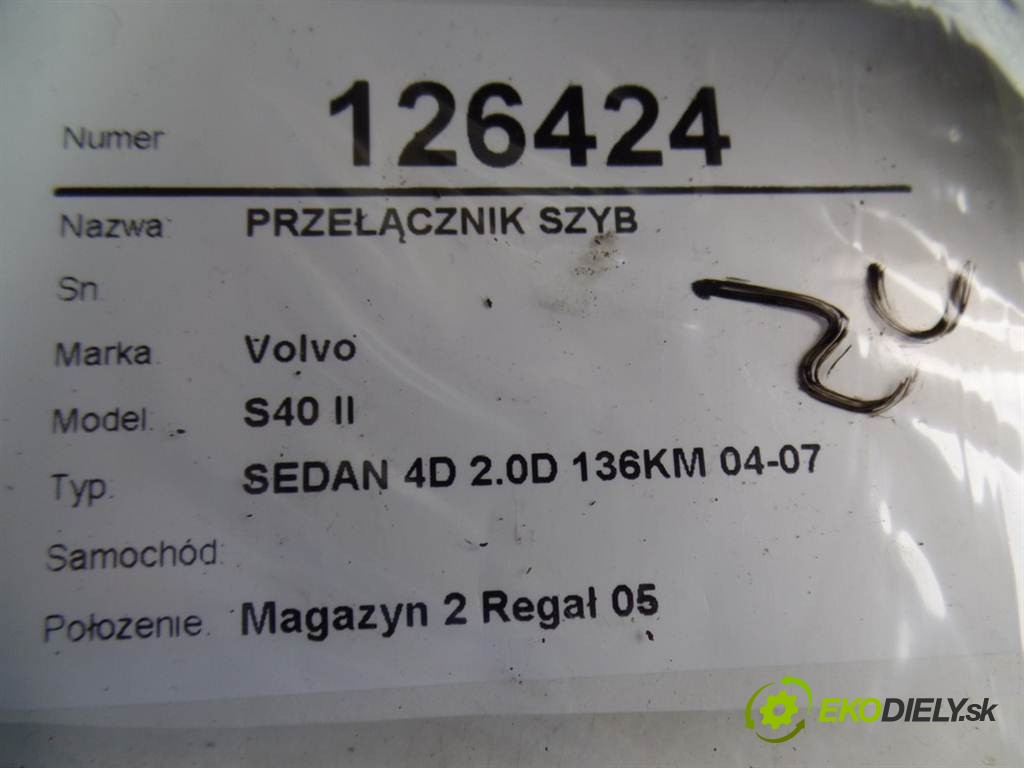 Numer 126424
Nazwa: PRZEŁĄCZNIK SZYB
Sn.
Marka. Volvo
Model. S40 II
Typ. SEDAN 4D 2.0D 136KM 04-07
Samochód:
Położenie. Magazyn 2 Regał 05
EKODIELY.sk